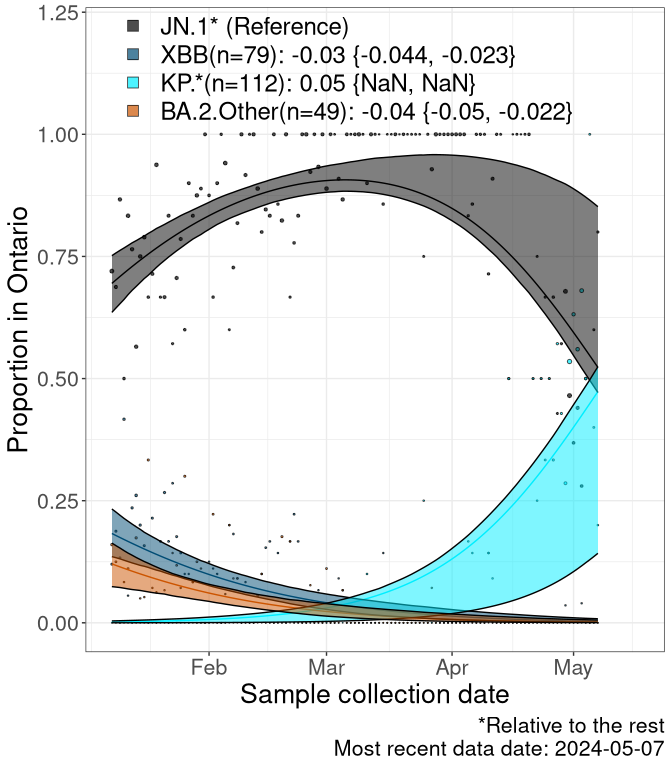 JN.1* (Reference)
XBB(n=79): -0.03 {-0.044, -0.023}
KP.*(n=112): 0.05 {NaN, NaN}
BA.2.Other(n=49): -0.04 {-0.05, -0.022}
1.25
1.00
0.75
0.50
0.25
0.00
Proportion in Ontario
Feb Mar Apr May
Sample collection date
*Relative to the rest
Most recent data date: 2024-05-07